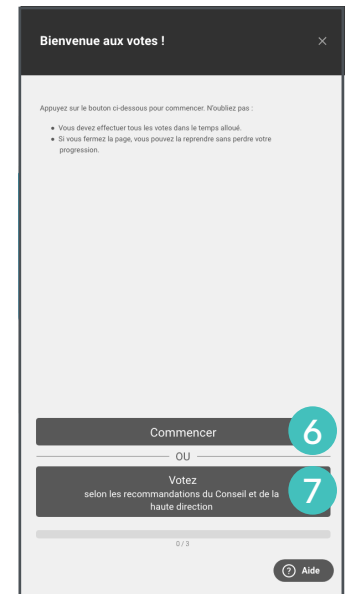 Bienvenue aux votes !
×
Appuyez sur le bouton ci-dessous pour commencer. N'oubliez pas :
• Vous devez effectuer tous les votes dans le temps alloué.
• Si vous fermez la page, vous pouvez la reprendre sans perdre votre
progression.
Commencer
6
OU
Votez
selon les recommandations du Conseil et de la
haute direction
7
0 / 3
? Aide